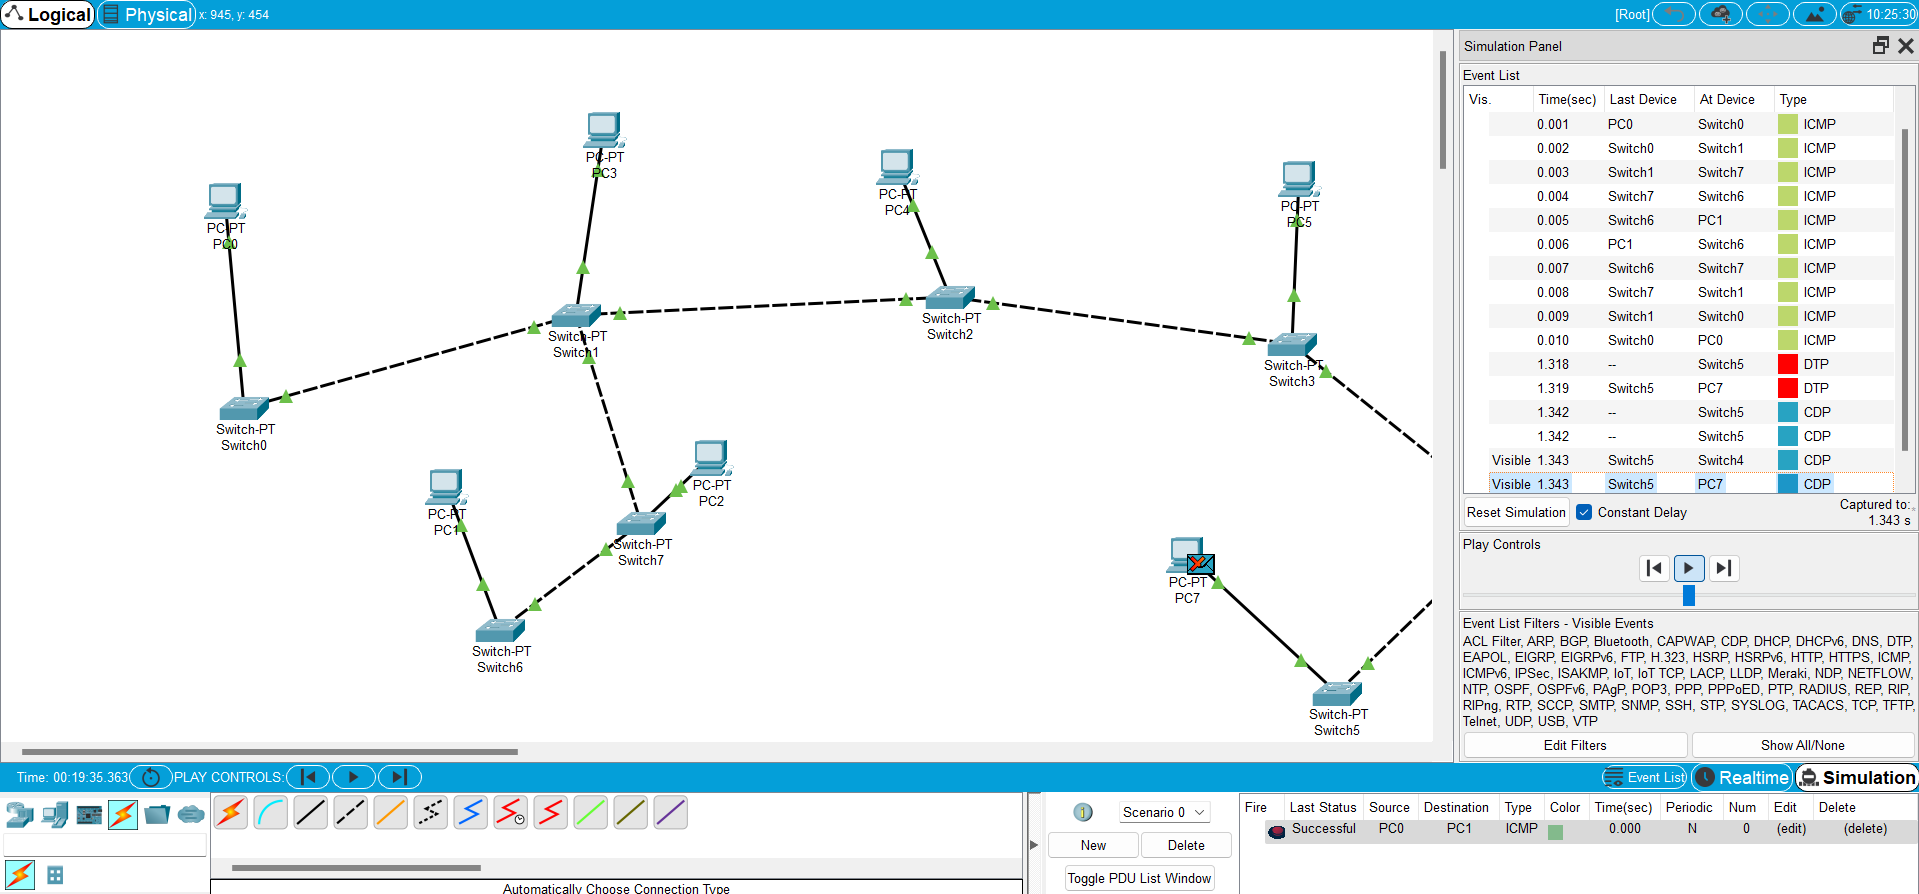 Logical
Physical
x: 945, y: 454
[Root]
10:25:30
PC-PT
PC3
PC-PT
PC4
PC-PT
PC5
PC-PT
PC0
Switch-PT
Switch1
Switch-PT
Switch2
Switch-PT
Switch3
Switch-PT
Switch0
PC-PT
PC2
PC-PT
PC1
Switch-PT
Switch7
PC-PT
PC7
Switch-PT
Switch6
Switch-PT
Switch5
Simulation Panel
Event List
Vis. Time(sec) Last Device At Device Type
0.001 PC0 Switch0 ICMP
0.002 Switch0 Switch1 ICMP
0.003 Switch1 Switch7 ICMP
0.004 Switch7 Switch6 ICMP
0.005 Switch6 PC1 ICMP
0.006 PC1 Switch6 ICMP
0.007 Switch6 Switch7 ICMP
0.008 Switch7 Switch1 ICMP
0.009 Switch1 Switch0 ICMP
0.010 Switch0 PC0 ICMP
1.318 -- Switch5 DTP
1.319 Switch5 PC7 DTP
1.342 -- Switch5 CDP
1.342 -- Switch5 CDP
Visible 1.343 Switch5 Switch4 CDP
Visible 1.343 Switch5 PC7 CDP
Reset Simulation
Constant Delay
Captured to:
1.343 s
Play Controls
Event List Filters - Visible Events
ACL Filter, ARP, BGP, Bluetooth, CAPWAP, CDP, DHCP, DHCPv6, DNS, DTP,
EAPOL, EIGRP, EIGRPv6, FTP, H.323, HSRP, HSRPv6, HTTP, HTTPS, ICMP,
ICMPv6, IPSec, ISAKMP, IoT, IoT TCP, LACP, LLDP, Meraki, NDP, NETFLOW,
NTP, OSPF, OSPFv6, PAgP, POP3, PPP, PPPoED, PTP, RADIUS, REP, RIP,
RIPng, RTP, SCCP, SMTP, SNMP, SSH, STP, SYSLOG, TACACS, TCP, TFTP,
Telnet, UDP, USB, VTP
Edit Filters
Show All/None
Time: 00:19:35.363
PLAY CONTROLS:
Event List
Realtime
Simulation
Automatically Choose Connection Type
Scenario 0
New
Delete
Toggle PDU List Window
Fire Last Status Source Destination Type Color Time(sec) Periodic Num Edit Delete
Successful PC0 PC1 ICMP 0.000 N 0 (edit) (delete)